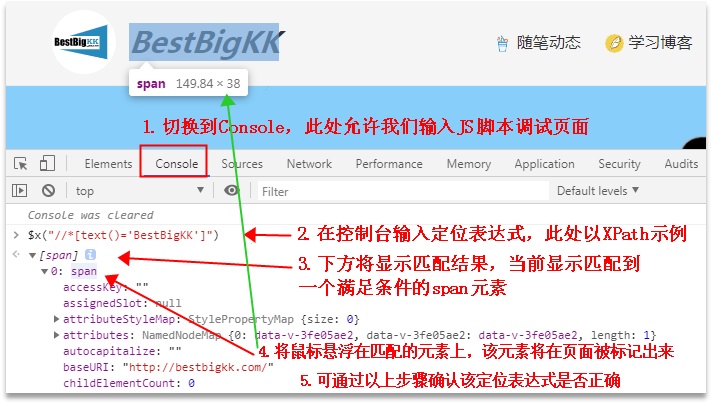 BestBigKK
BestBigKK
随笔动态
学习博客
span 149.84 × 38
1. 切换到Console，此处允许我们输入JS脚本调试页面
Elements Console Sources Network Performance Memory Application Security Audits
top Filter Default levels
Console was cleared
> $x("//*[text()='BestBigKK']")
2. 在控制台输入定位表达式，此处以XPath示例
[span]
3. 下方将显示匹配结果，当前显示匹配到
0: span
一个满足条件的span元素
accessKey: ""
assignedSlot: null
attributeStyleMap: StylePropertyMap {size: 0}
attributes: NamedNodeMap {0: data-v-3fe05ae2, data-v-3fe05ae2, length: 1}
autocapitalize: ""
4. 将鼠标悬浮在匹配的元素上，该元素将在页面被标记出来
baseURI: "http://bestbigkk.com/"
childElementCount: 0
5. 可通过以上步骤确认该定位表达式是否正确